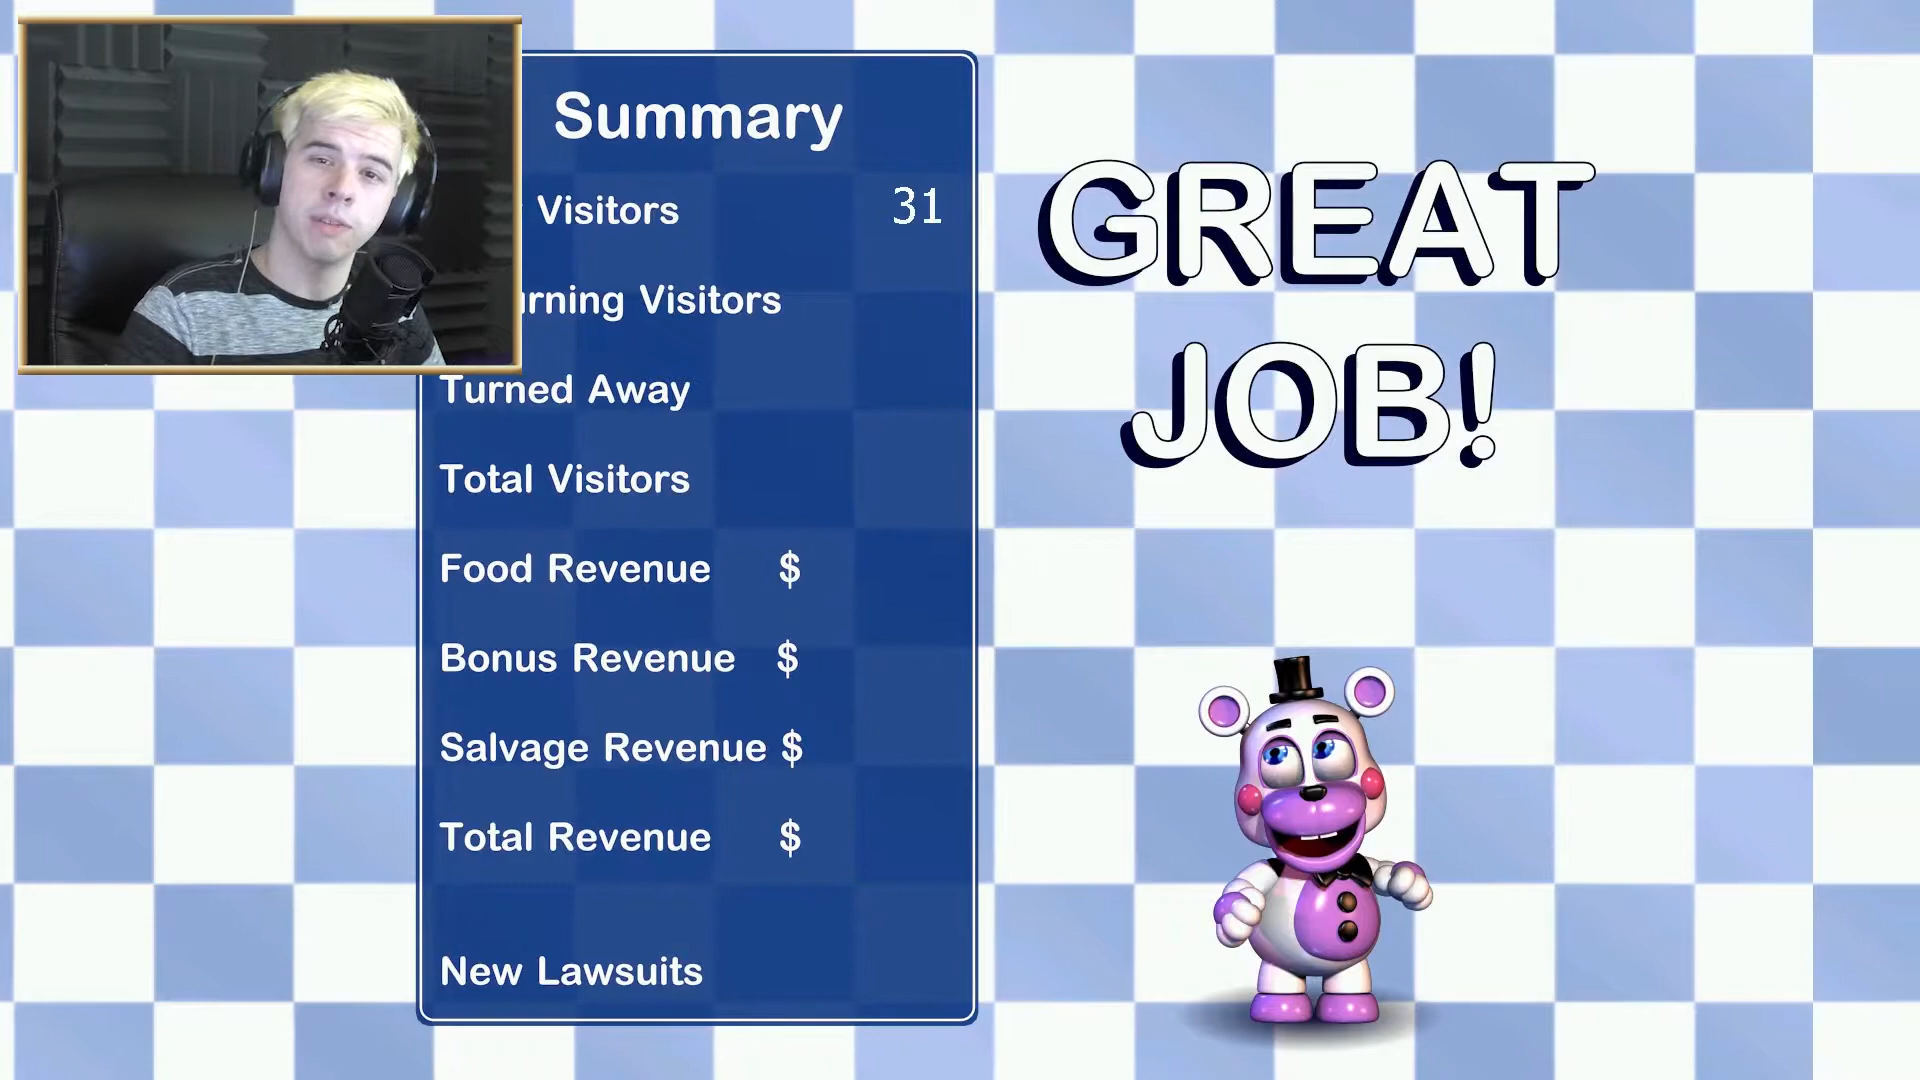 Summary
Visitors 31
urning Visitors
Turned Away
Total Visitors
Food Revenue $
Bonus Revenue $
Salvage Revenue $
Total Revenue $
New Lawsuits
GREAT
JOB!